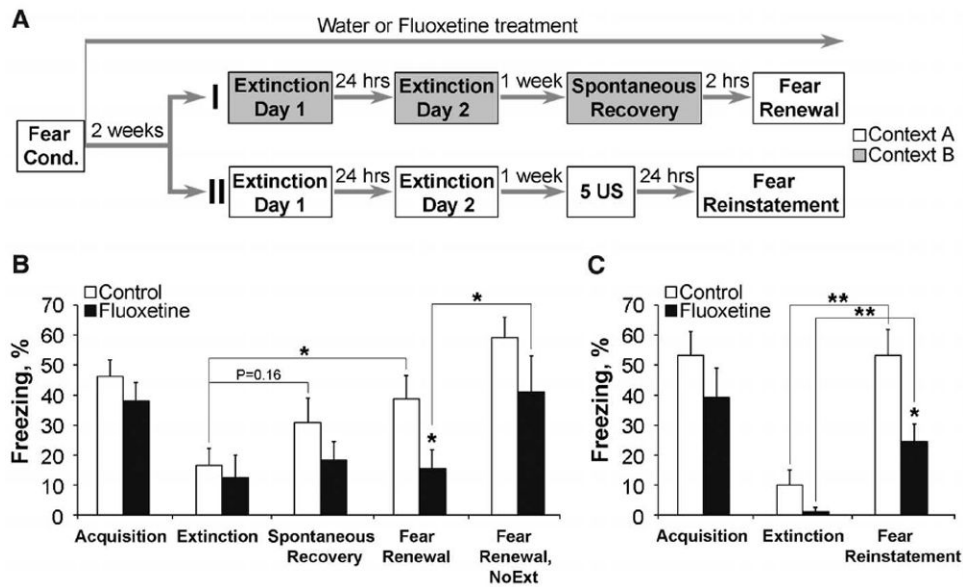 A
Water or Fluoxetine treatment
Fear
Cond.
2 weeks
I
Extinction
Day 1
24 hrs
Extinction
Day 2
1 week
Spontaneous
Recovery
2 hrs
Fear
Renewal
Context A
Context B
II
Extinction
Day 1
24 hrs
Extinction
Day 2
1 week
5 US
24 hrs
Fear
Reinstatement
B
Control
Fluoxetine
Freezing, %
70
60
50
40
30
20
10
0
P=0.16
*
*
*
Acquisition
Extinction
Spontaneous
Recovery
Fear
Renewal
Fear
Renewal,
NoExt
C
Control
Fluoxetine
Freezing, %
70
60
50
40
30
20
10
0
**
**
*
Acquisition
Extinction
Fear
Reinstatement